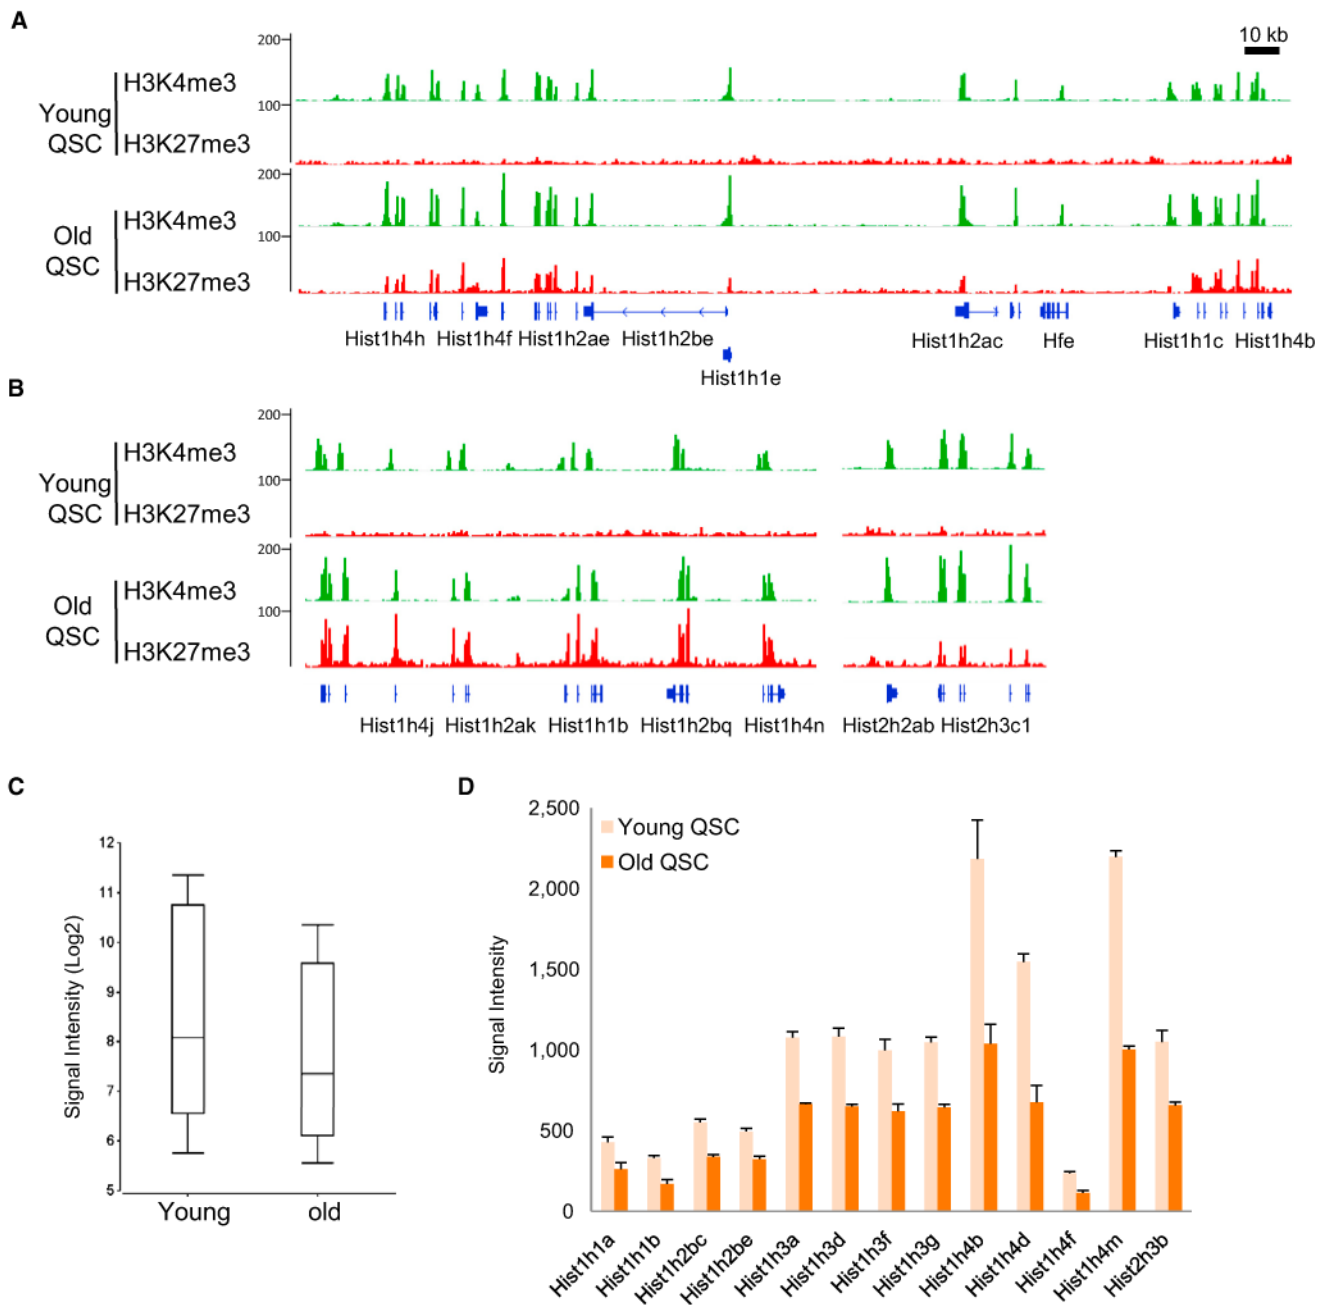 A
10 kb
200
Young QSC
H3K4me3
100
H3K27me3
200
Old QSC
H3K4me3
100
H3K27me3
Hist1h4h Hist1h4f Hist1h2ae Hist1h2be Hist1h2ac Hfe Hist1h1c Hist1h4b
Hist1h1e
B
200
Young QSC
H3K4me3
100
H3K27me3
200
Old QSC
H3K4me3
100
H3K27me3
Hist1h4j Hist1h2ak Hist1h1b Hist1h2bq Hist1h4n Hist2h2ab Hist2h3c1
C
Signal Intensity (Log2)
12
11
10
9
8
7
6
5
Young old
D
Signal Intensity
2,500
2,000
1,500
1,000
500
0
Young QSC
Old QSC
Hist1h1a
Hist1h1b
Hist1h2bc
Hist1h2be
Hist1h3a
Hist1h3d
Hist1h3f
Hist1h3g
Hist1h4b
Hist1h4d
Hist1h4f
Hist1h4m
Hist2h3b